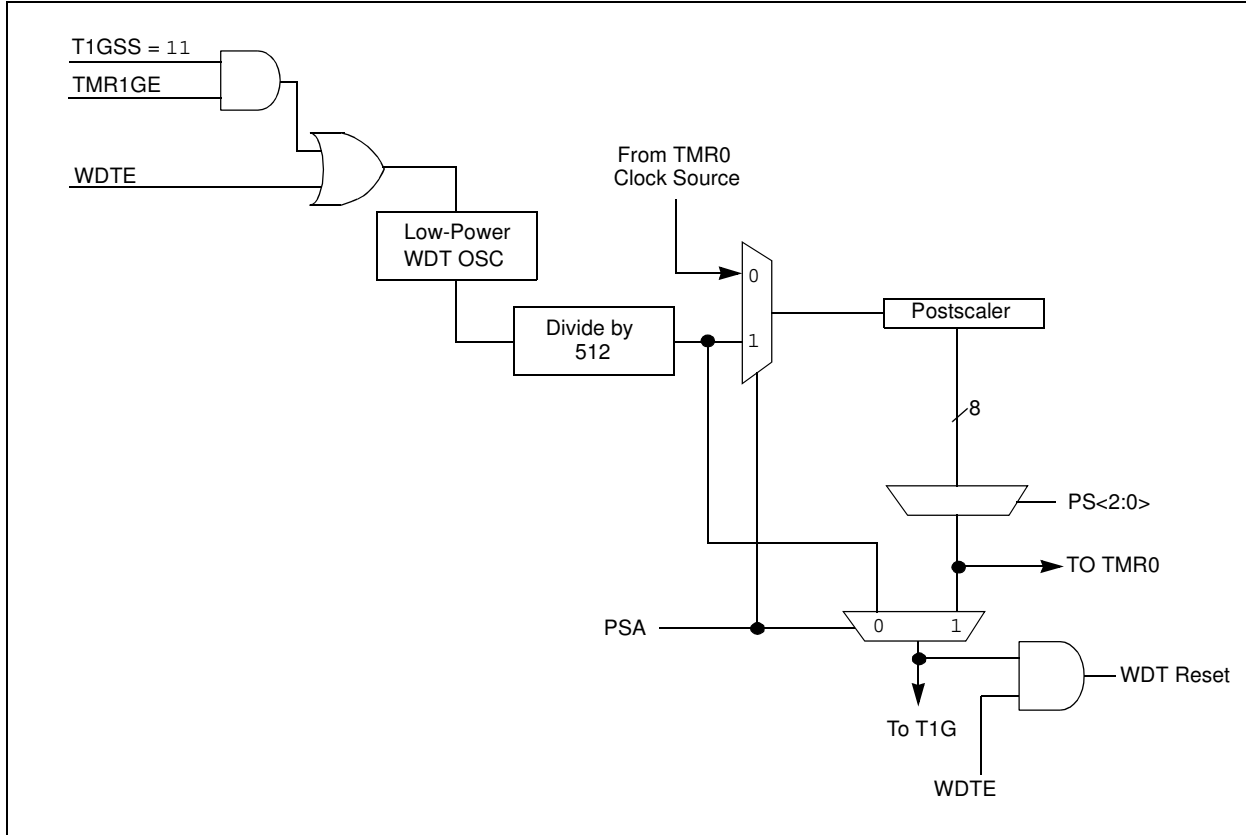 T1GSS = 11
TMR1GE
WDTE
From TMR0
Clock Source
Low-Power
WDT OSC
0
1
Divide by
512
Postscaler
8
PS<2:0>
TO TMR0
PSA
0
1
WDT Reset
To T1G
WDTE